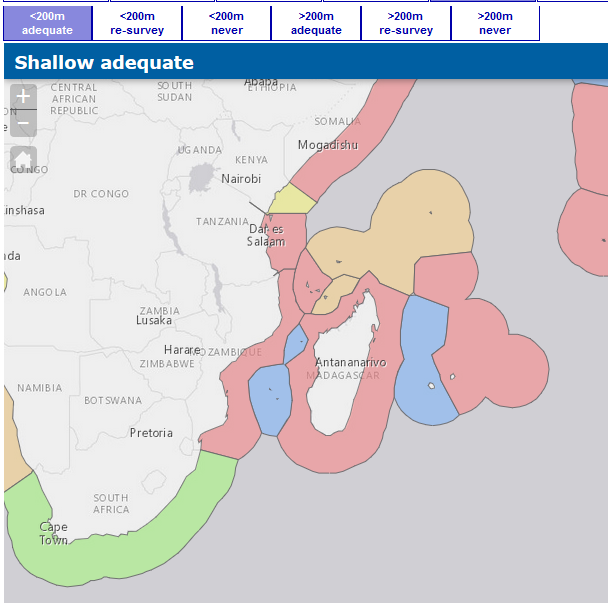 <200m adequate
<200m re-survey
<200m never
>200m adequate
>200m re-survey
>200m never
Shallow adequate
+
−
CENTRAL AFRICAN REPUBLIC
SOUTH SUDAN
ETHIOPIA
SOMALIA
Mogadishu
UGANDA
KENYA
Nairobi
DR CONGO
inshasa
TANZANIA
Dar es Salaam
nda
ANGOLA
ZAMBIA
Lusaka
Harare
MOZAMBIQUE
ZIMBABWE
Antananarivo
MADAGASCAR
NAMIBIA
BOTSWANA
Pretoria
SOUTH AFRICA
Cape Town